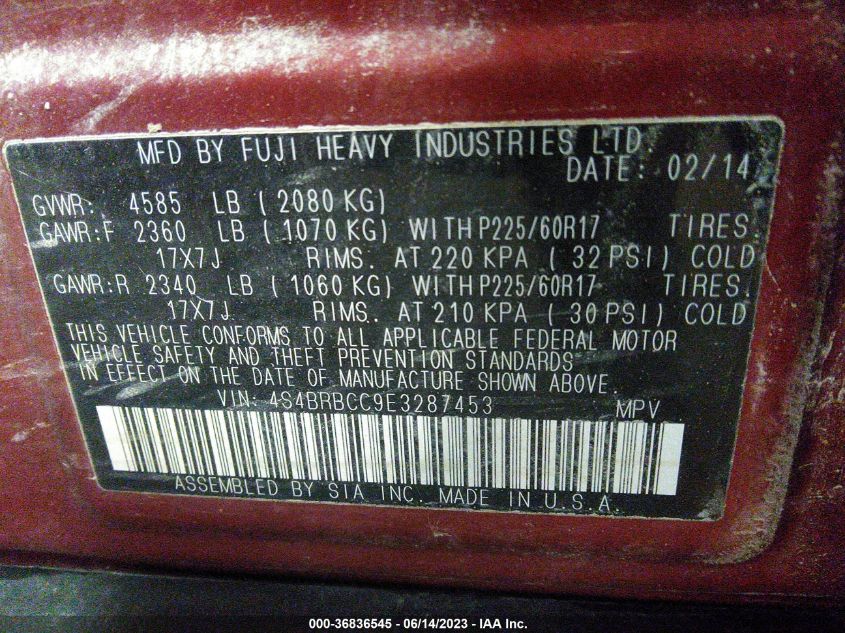 MFD BY FUJI HEAVY INDUSTRIES LTD.
DATE: 02/14
GVWR: 4585 LB ( 2080 KG)
GAWR:F 2360 LB ( 1070 KG) WITH P225/60R17 TIRES.
17X7J RIMS. AT 220 KPA ( 32 PSI) COLD
GAWR:R 2340 LB ( 1060 KG) WITH P225/60R17 TIRES.
17X7J RIMS. AT 210 KPA ( 30 PSI) COLD
THIS VEHICLE CONFORMS TO ALL APPLICABLE FEDERAL MOTOR
VEHICLE SAFETY AND THEFT PREVENTION STANDARDS
IN EFFECT ON THE DATE OF MANUFACTURE SHOWN ABOVE.
VIN: 4S4BRBCC9E3287453 MPV
ASSEMBLED BY SIA INC. MADE IN U.S.A.
000-36836545 - 06/14/2023 - IAA Inc.